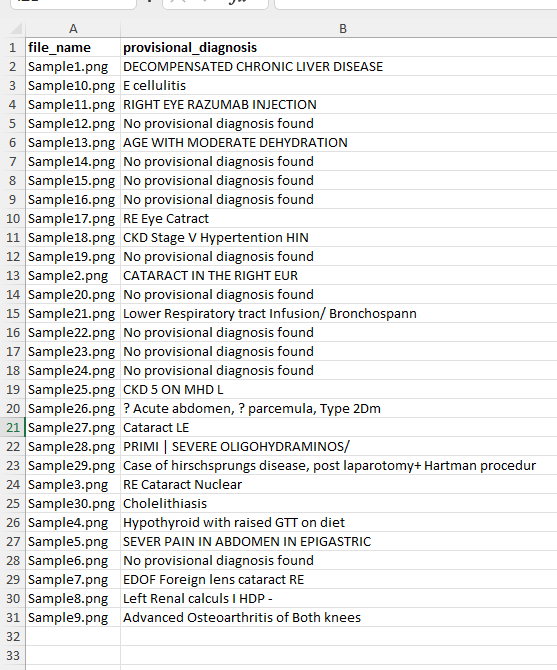 A B
1 file_name provisional_diagnosis
2 Sample1.png DECOMPENSATED CHRONIC LIVER DISEASE
3 Sample10.png E cellulitis
4 Sample11.png RIGHT EYE RAZUMAB INJECTION
5 Sample12.png No provisional diagnosis found
6 Sample13.png AGE WITH MODERATE DEHYDRATION
7 Sample14.png No provisional diagnosis found
8 Sample15.png No provisional diagnosis found
9 Sample16.png No provisional diagnosis found
10 Sample17.png RE Eye Catract
11 Sample18.png CKD Stage V Hypertention HIN
12 Sample19.png No provisional diagnosis found
13 Sample2.png CATARACT IN THE RIGHT EUR
14 Sample20.png No provisional diagnosis found
15 Sample21.png Lower Respiratory tract Infusion/ Bronchospann
16 Sample22.png No provisional diagnosis found
17 Sample23.png No provisional diagnosis found
18 Sample24.png No provisional diagnosis found
19 Sample25.png CKD 5 ON MHD L
20 Sample26.png ? Acute abdomen, ? parcemula, Type 2Dm
21 Sample27.png Cataract LE
22 Sample28.png PRIMI | SEVERE OLIGOHYDRAMINOS/
23 Sample29.png Case of hirschsprungs disease, post laparotomy+ Hartman procedur
24 Sample3.png RE Cataract Nuclear
25 Sample30.png Cholelithiasis
26 Sample4.png Hypothyroid with raised GTT on diet
27 Sample5.png SEVER PAIN IN ABDOMEN IN EPIGASTRIC
28 Sample6.png No provisional diagnosis found
29 Sample7.png EDOF Foreign lens cataract RE
30 Sample8.png Left Renal calculs I HDP -
31 Sample9.png Advanced Osteoarthritis of Both knees
32
33